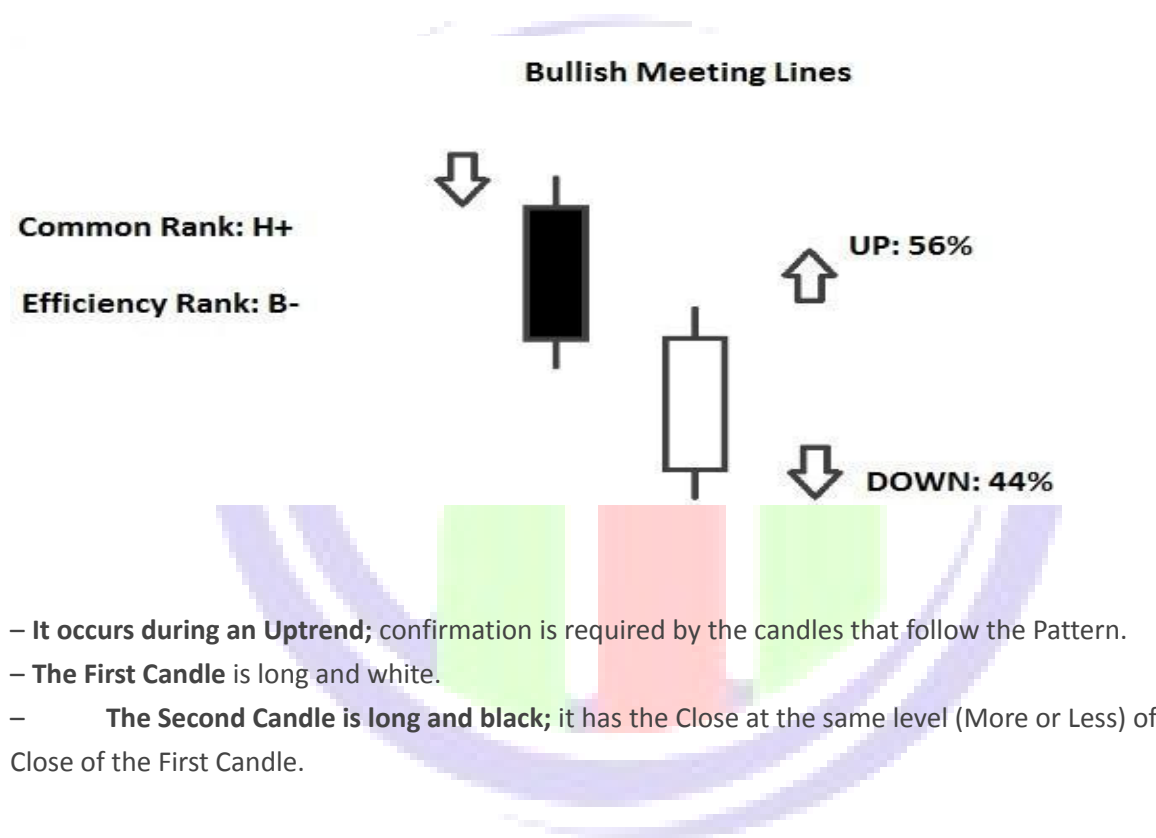 Bullish Meeting Lines
Common Rank: H+
UP: 56%
Efficiency Rank: B-
DOWN: 44%
– It occurs during an Uptrend; confirmation is required by the candles that follow the Pattern.
– The First Candle is long and white.
– The Second Candle is long and black; it has the Close at the same level (More or Less) of
Close of the First Candle.